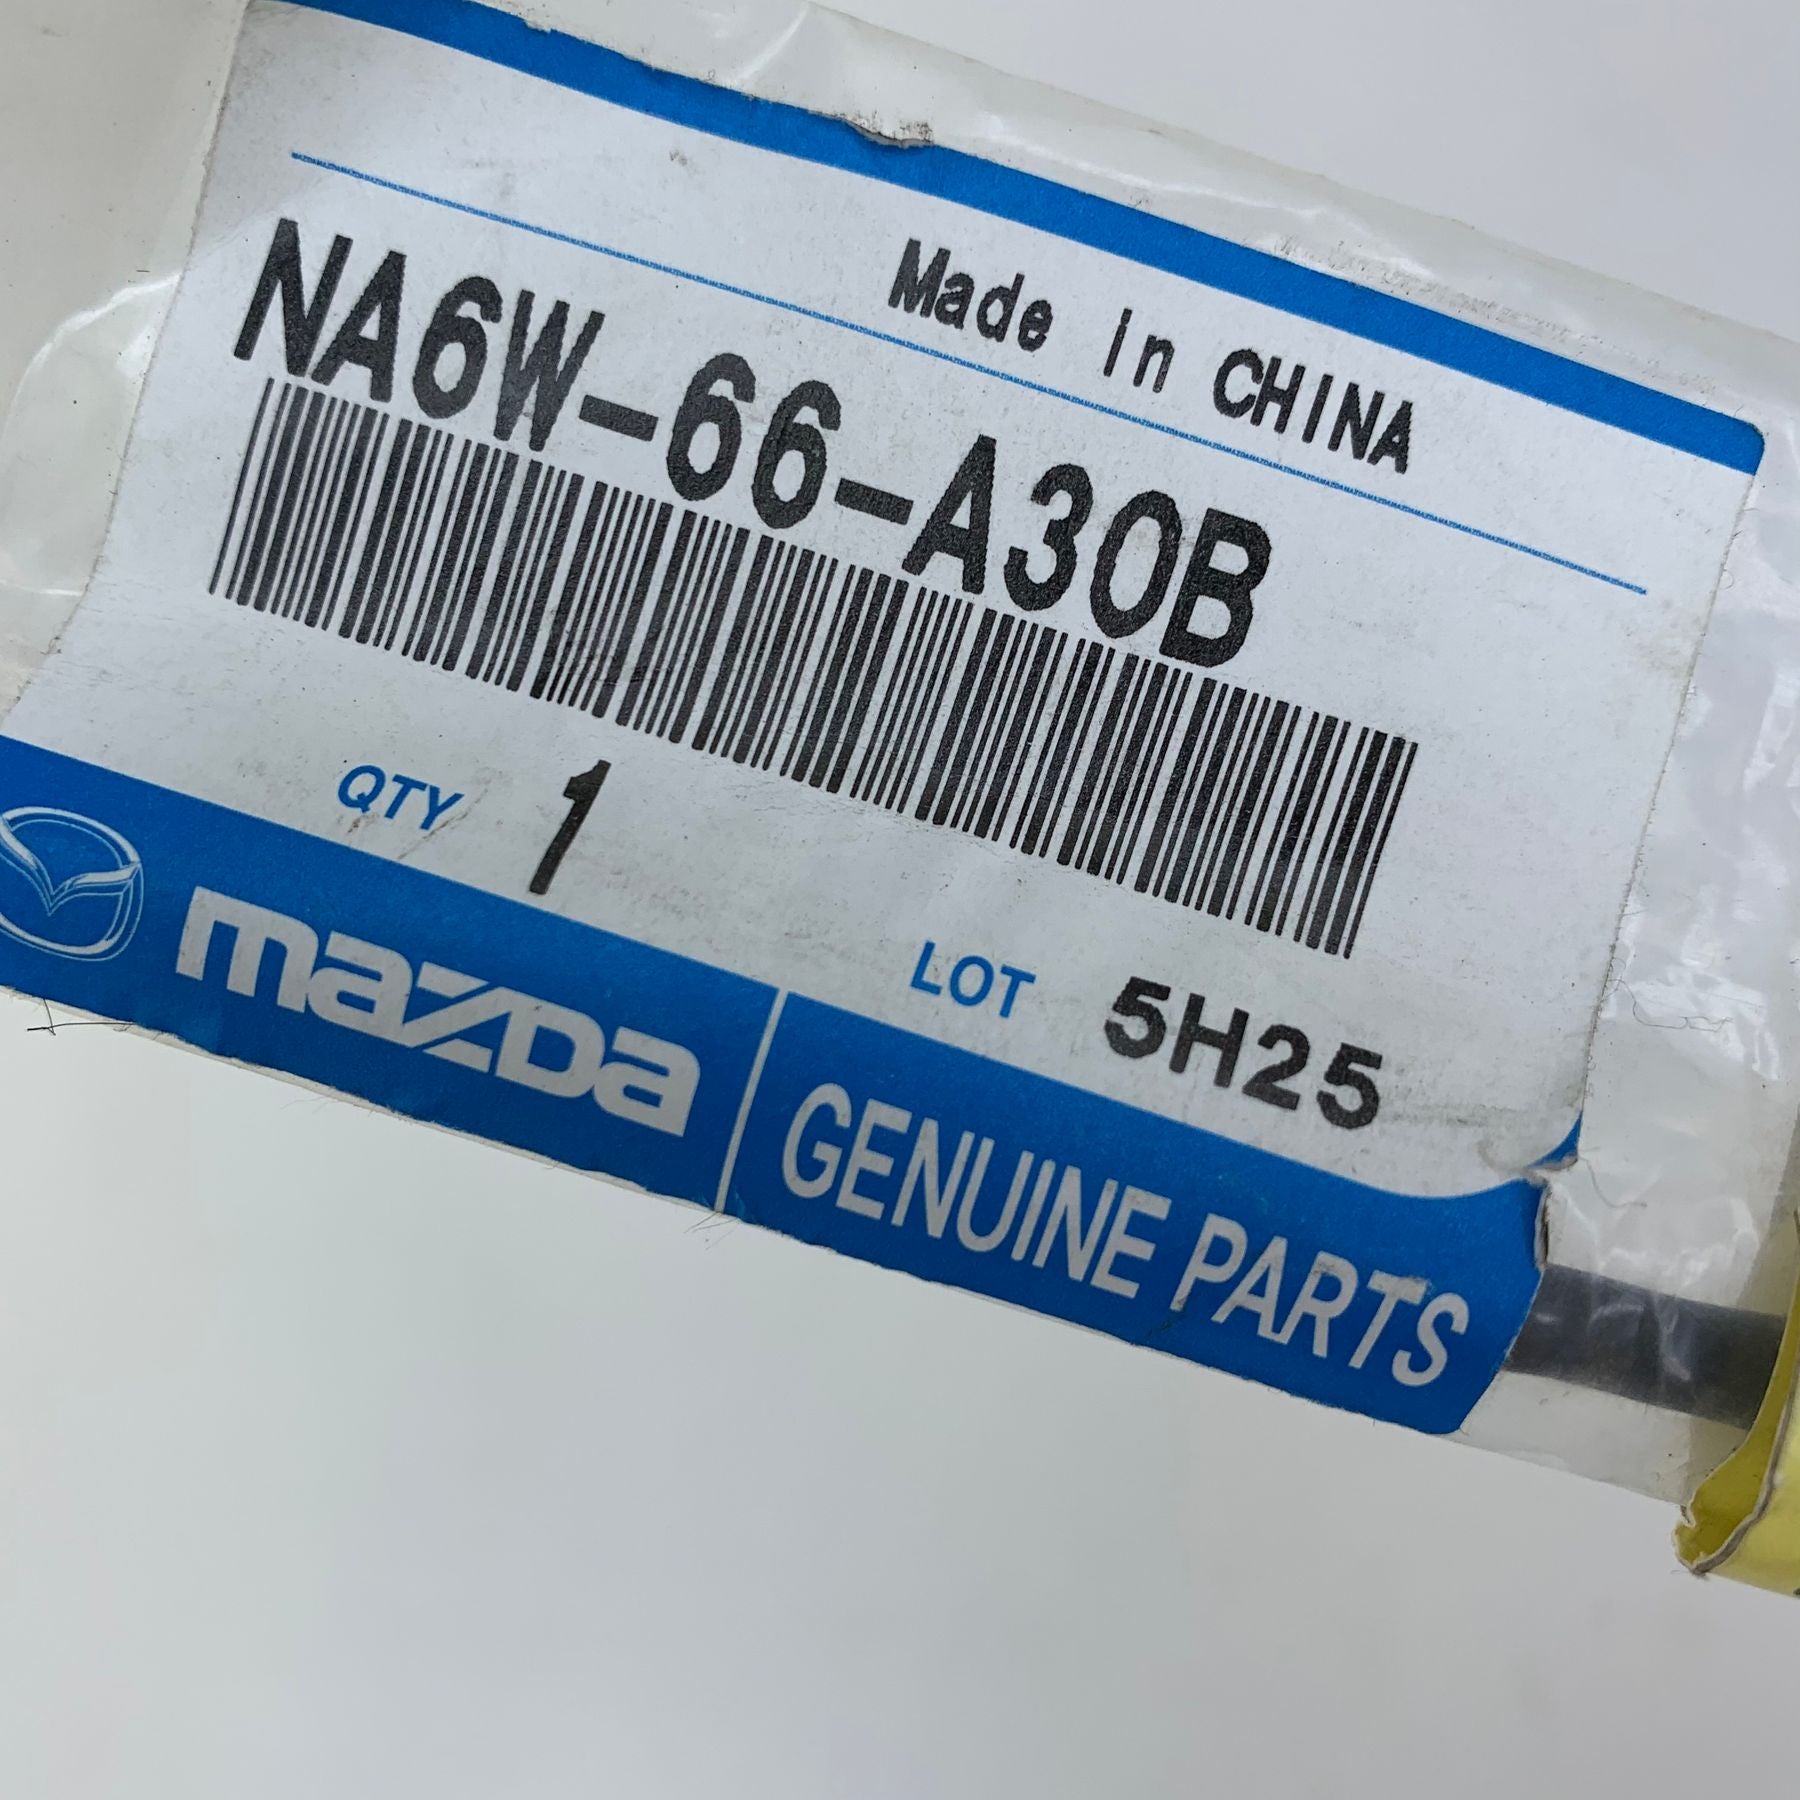 Made in CHINA
NA6W-66-A30B
QTY 1
LOT 5H25
mazDa GENUINE PARTS